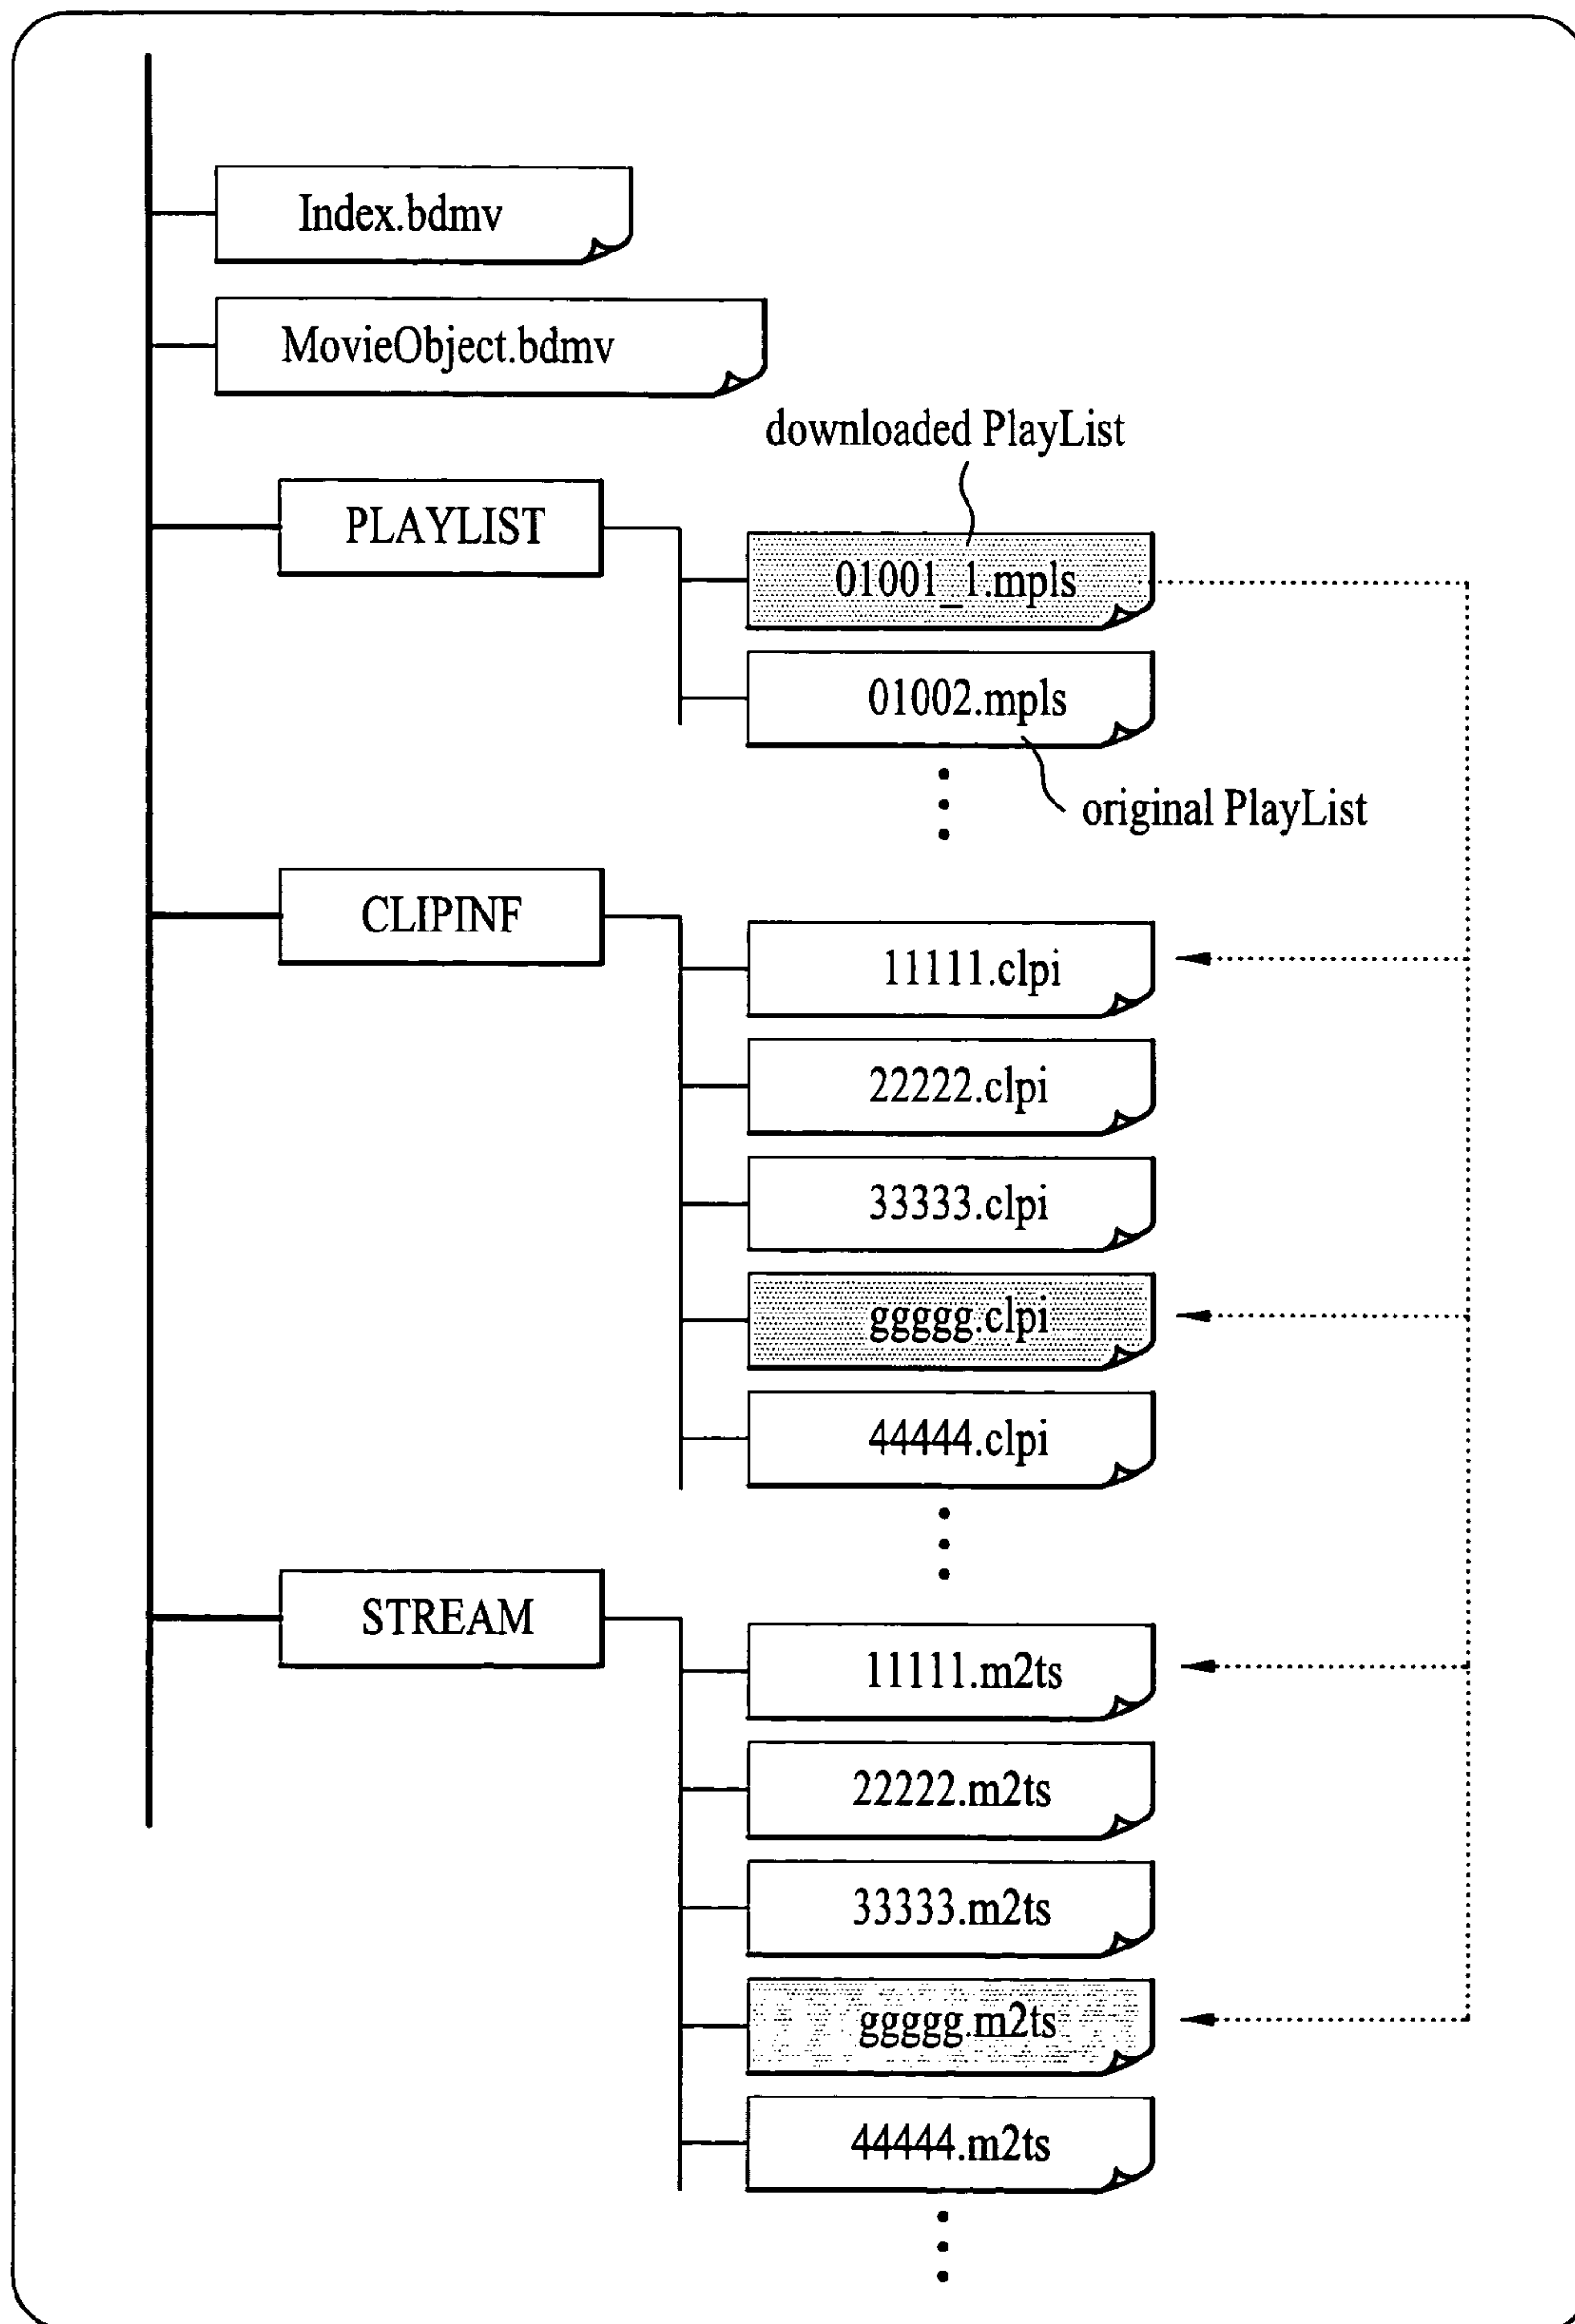 Index.bdmv
MovieObject.bdmv
downloaded PlayList
PLAYLIST
01001_1.mpls
01002.mpls
original PlayList
CLIPINF
11111.clpi
22222.clpi
33333.clpi
ggggg.clpi
44444.clpi
STREAM
11111.m2ts
22222.m2ts
33333.m2ts
ggggg.m2ts
44444.m2ts